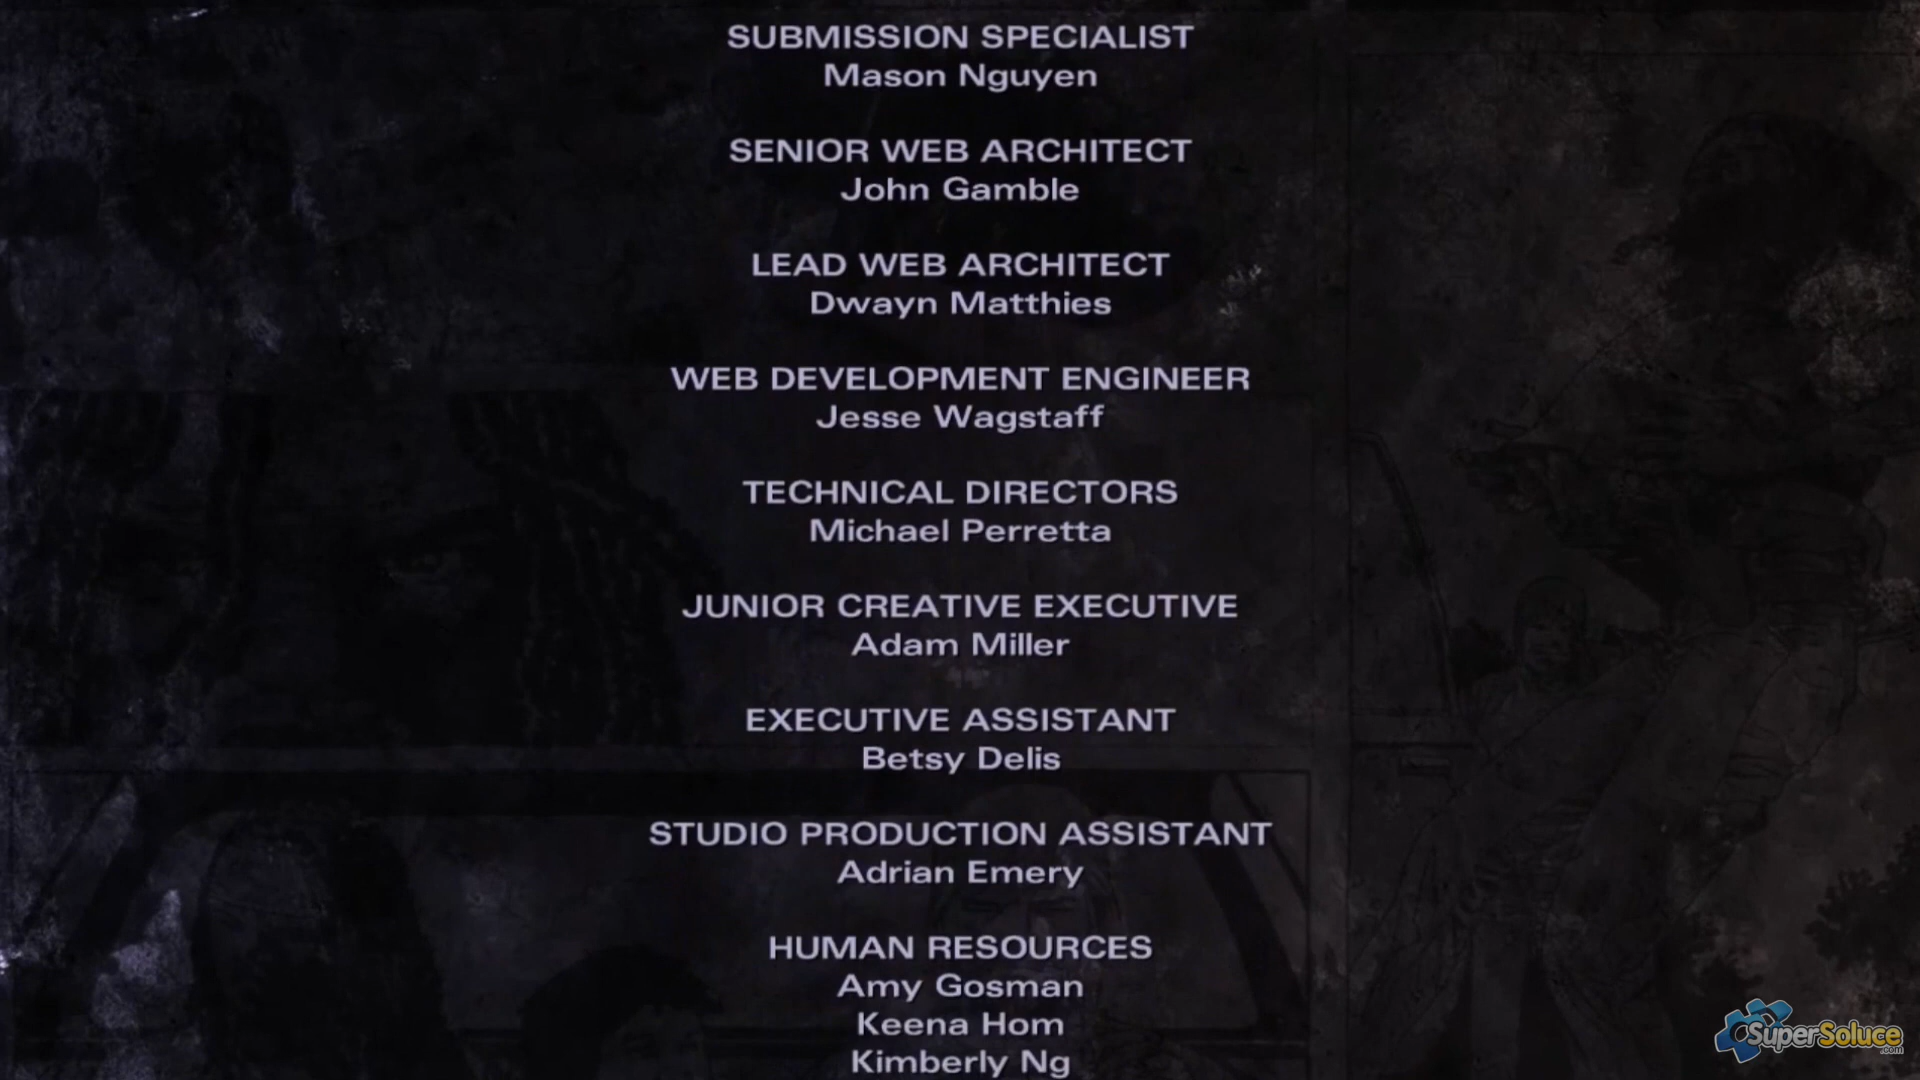 SUBMISSION SPECIALIST
Mason Nguyen
SENIOR WEB ARCHITECT
John Gamble
LEAD WEB ARCHITECT
Dwayn Matthies
WEB DEVELOPMENT ENGINEER
Jesse Wagstaff
TECHNICAL DIRECTORS
Michael Perretta
JUNIOR CREATIVE EXECUTIVE
Adam Miller
EXECUTIVE ASSISTANT
Betsy Delis
STUDIO PRODUCTION ASSISTANT
Adrian Emery
HUMAN RESOURCES
Amy Gosman
Keena Hom
Kimberly Ng
SuperSoluce
.com